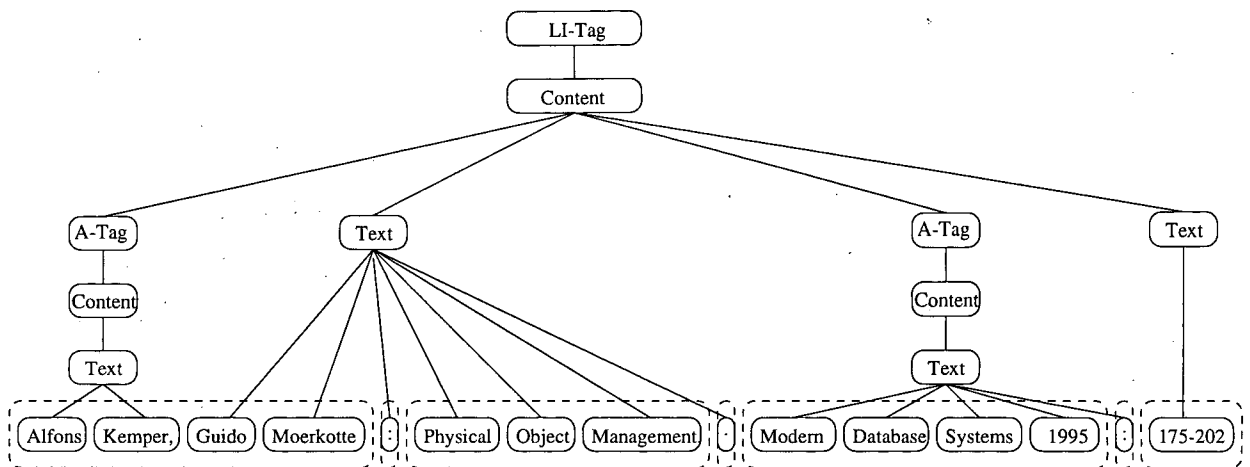 LI-Tag
Content
A-Tag Text A-Tag Text
Content Content
Text Text
Alfons Kemper, Guido Moerkotte : Physical Object Management . Modern Database Systems 1995 : 175-202